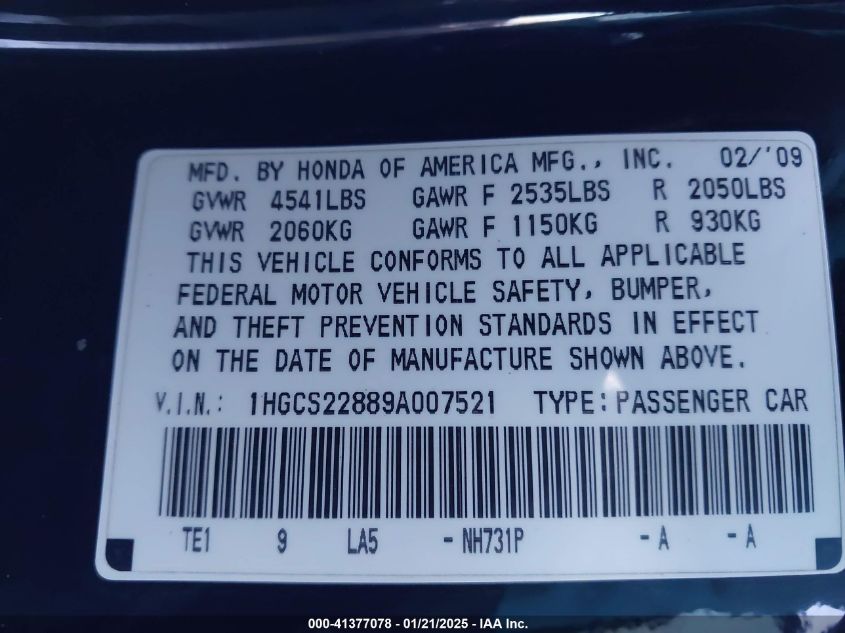 MFD. BY HONDA OF AMERICA MFG., INC. 02/'09
GVWR 4541LBS GAWR F 2535LBS R 2050LBS
GVWR 2060KG GAWR F 1150KG R 930KG
THIS VEHICLE CONFORMS TO ALL APPLICABLE
FEDERAL MOTOR VEHICLE SAFETY, BUMPER,
AND THEFT PREVENTION STANDARDS IN EFFECT
ON THE DATE OF MANUFACTURE SHOWN ABOVE.
V.I.N.: 1HGCS22889A007521 TYPE: PASSENGER CAR
TE1 9 LA5 - NH731P - A - A
000-41377078 - 01/21/2025 - IAA Inc.